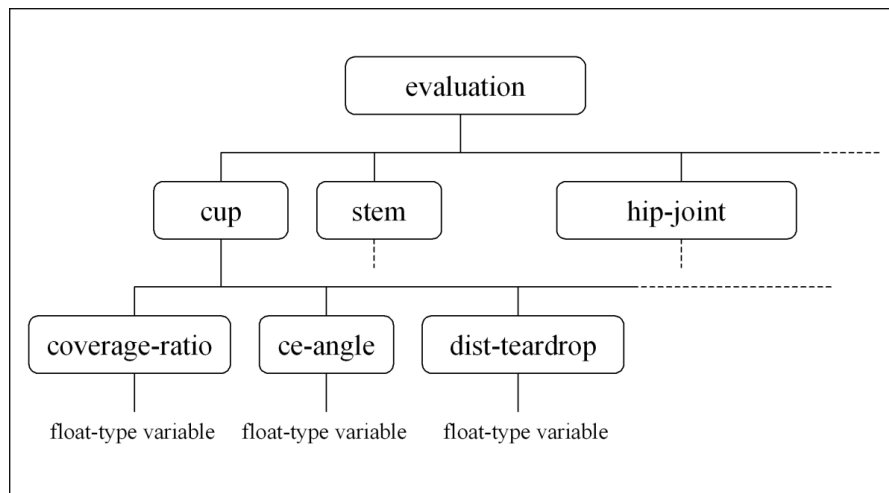 evaluation
cup
stem
hip-joint
coverage-ratio
ce-angle
dist-teardrop
float-type variable
float-type variable
float-type variable